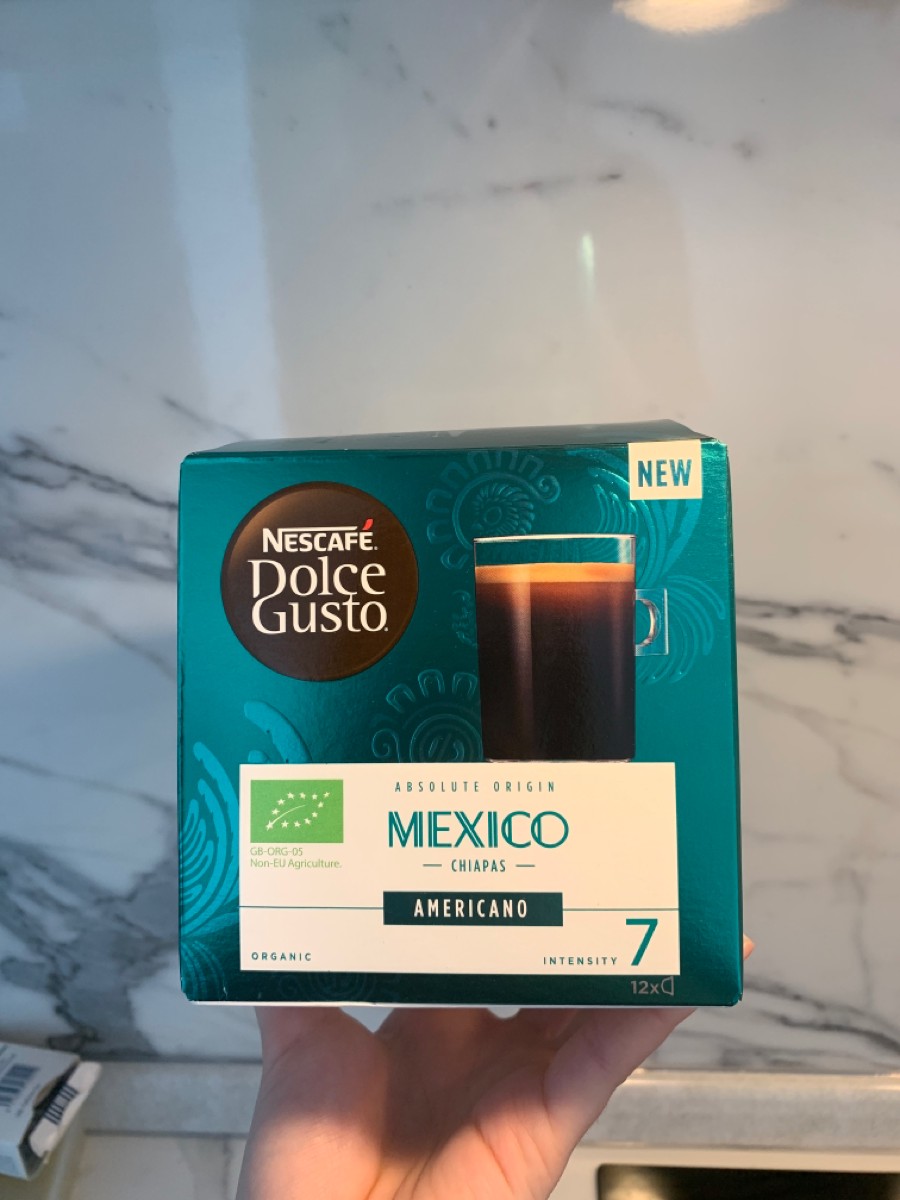 NEW
NESCAFÉ.
Dolce
Gusto.
ABSOLUTE ORIGIN
MEXICO
— CHIAPAS —
GB-ORG-05
Non-EU Agriculture.
AMERICANO
ORGANIC
INTENSITY 7
12x